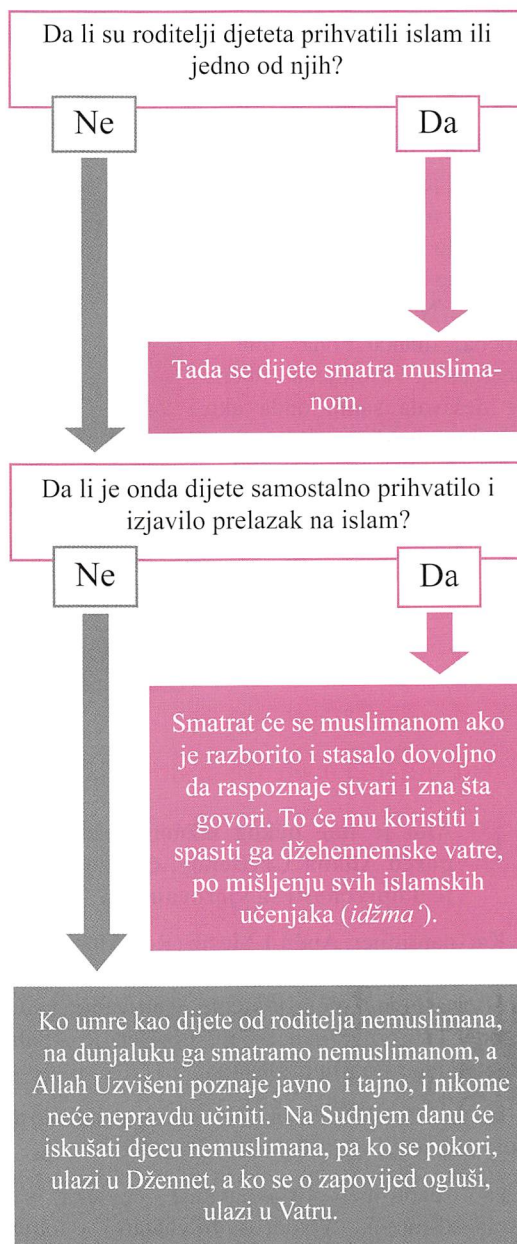 Da li su roditelji djeteta prihvatili islam ili
jedno od njih?
Ne
Da
Tada se dijete smatra muslima-
nom.
Da li je onda dijete samostalno prihvatilo i
izjavilo prelazak na islam?
Ne
Da
Smatrat će se muslimanom ako
je razborito i stasalo dovoljno
da raspoznaje stvari i zna šta
govori. To će mu koristiti i
spasiti ga džehennemske vatre,
po mišljenju svih islamskih
učenjaka (idžma‘).
Ko umre kao dijete od roditelja nemuslimana,
na dunjaluku ga smatramo nemuslimanom, a
Allah Uzvišeni poznaje javno i tajno, i nikome
neće nepravdu učiniti. Na Sudnjem danu će
iskušati djecu nemuslimana, pa ko se pokori,
ulazi u Džennet, a ko se o zapovijed ogluši,
ulazi u Vatru.